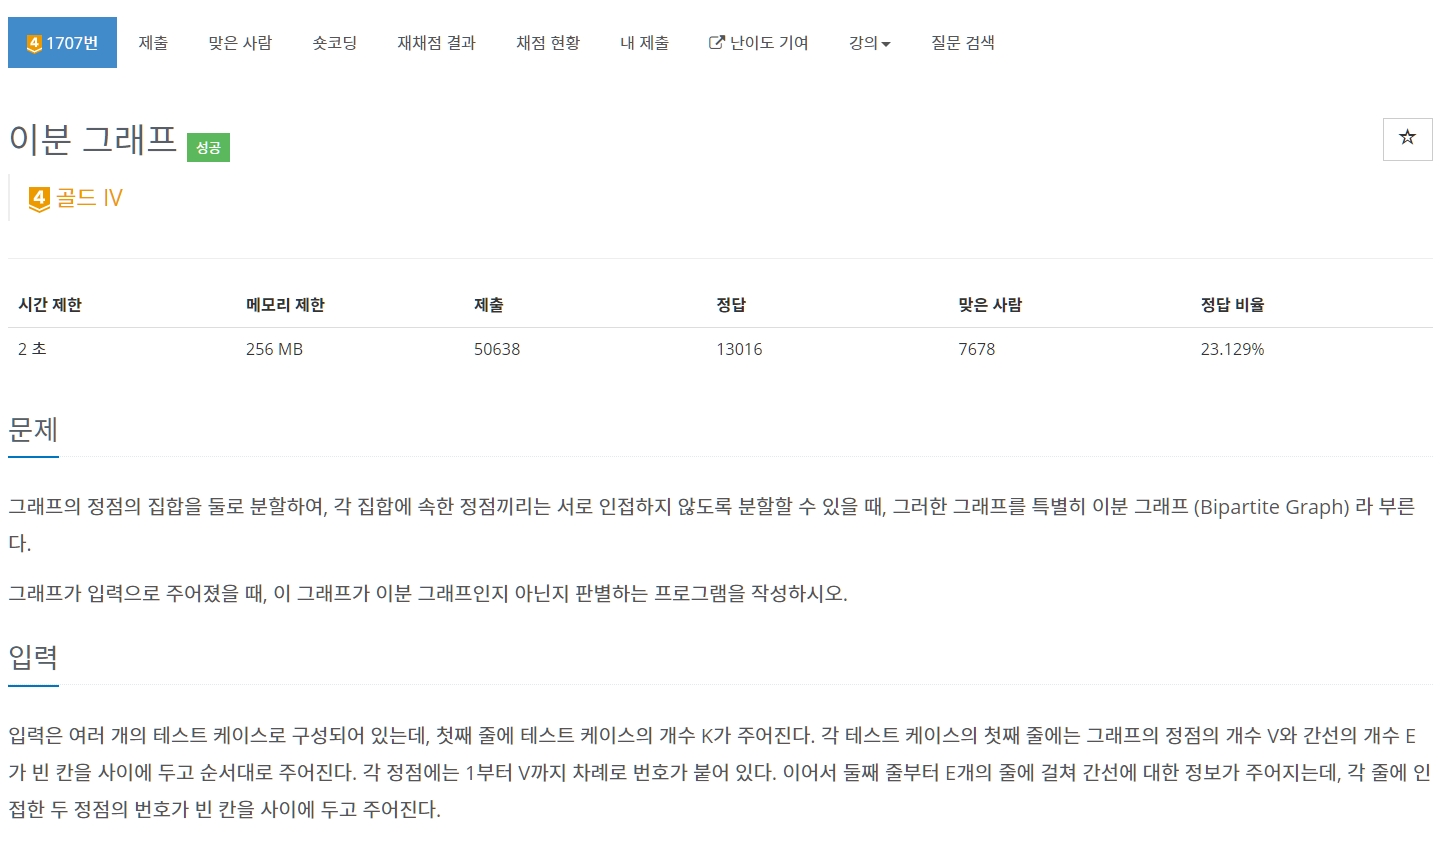 4 1707번 제출 맞은 사람 숏코딩 재채점 결과 채점 현황 내 제출 난이도 기여 강의 질문 검색
이분 그래프 성공
4 골드 IV
시간 제한 메모리 제한 제출 정답 맞은 사람 정답 비율
2 초 256 MB 50638 13016 7678 23.129%
문제
그래프의 정점의 집합을 둘로 분할하여, 각 집합에 속한 정점끼리는 서로 인접하지 않도록 분할할 수 있을 때, 그러한 그래프를 특별히 이분 그래프 (Bipartite Graph) 라 부른
다.
그래프가 입력으로 주어졌을 때, 이 그래프가 이분 그래프인지 아닌지 판별하는 프로그램을 작성하시오.
입력
입력은 여러 개의 테스트 케이스로 구성되어 있는데, 첫째 줄에 테스트 케이스의 개수 K가 주어진다. 각 테스트 케이스의 첫째 줄에는 그래프의 정점의 개수 V와 간선의 개수 E
가 빈 칸을 사이에 두고 순서대로 주어진다. 각 정점에는 1부터 V까지 차례로 번호가 붙어 있다. 이어서 둘째 줄부터 E개의 줄에 걸쳐 간선에 대한 정보가 주어지는데, 각 줄에 인
접한 두 정점의 번호가 빈 칸을 사이에 두고 주어진다.